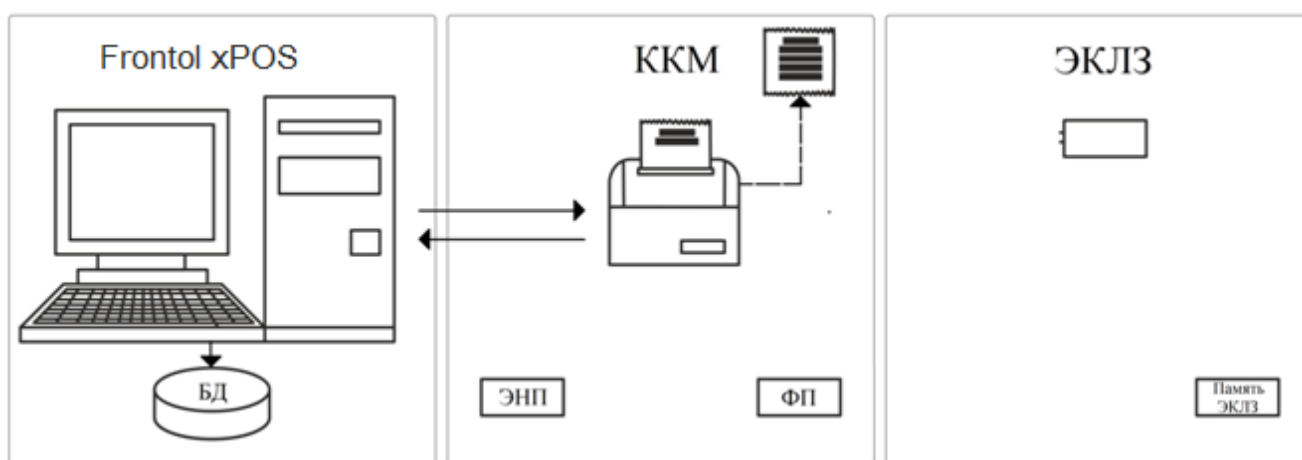 Frontol xPOS
ККМ
ЭКЛЗ
БД
ЭНП
ФП
Память
ЭКЛЗ